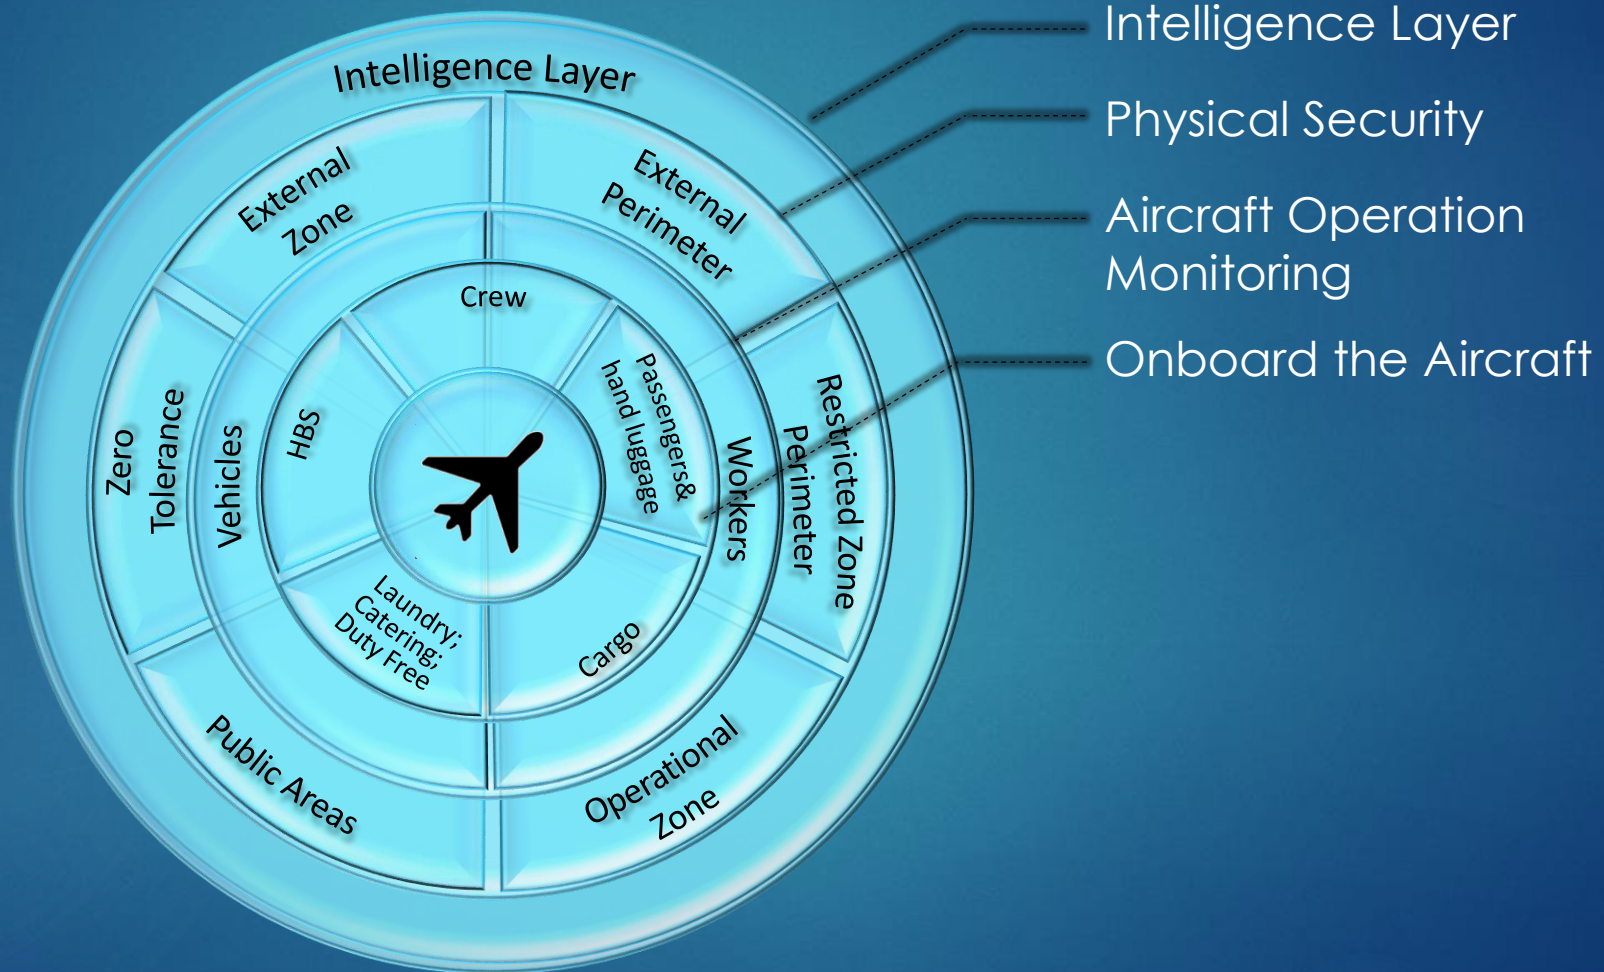 Intelligence Layer
External
Zone
External
Perimeter
Crew
Passengers&
hand luggage
HBS
Zero
Tolerance
Vehicles
Workers
Restricted Zone
Perimeter
Laundry;
Catering;
Duty Free
Cargo
Public Areas
Operational
Zone
Intelligence Layer
Physical Security
Aircraft Operation
Monitoring
Onboard the Aircraft